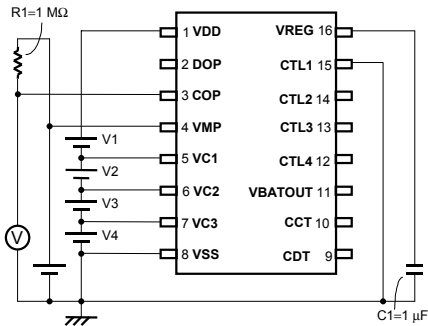 R1=1 MΩ
1 VDD
2 DOP
3 COP
4 VMP
5 VC1
6 VC2
7 VC3
8 VSS
VREG 16
CTL1 15
CTL2 14
CTL3 13
CTL4 12
VBATOUT 11
CCT 10
CDT 9
V1
V2
V3
V4
V
C1=1 μF